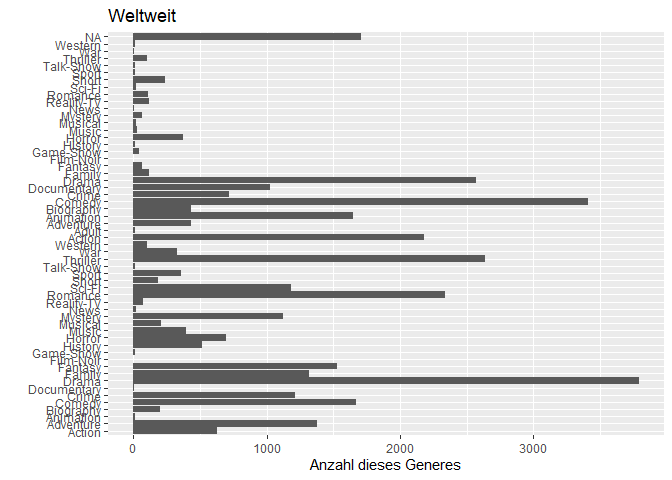 Weltweit
NA
Western
War
Thriller
Talk-Show
Sport
Short
Sci-Fi
Romance
Reality-TV
News
Mystery
Musical
Music
Horror
History
Game-Show
Film-Noir
Fantasy
Family
Drama
Documentary
Crime
Comedy
Biography
Animation
Adventure
Adult
Action
Western
War
Thriller
Talk-Show
Sport
Short
Sci-Fi
Romance
Reality-TV
News
Mystery
Musical
Music
Horror
History
Game-Show
Film-Noir
Fantasy
Family
Drama
Documentary
Crime
Comedy
Biography
Animation
Adventure
Action
0 1000 2000 3000
Anzahl dieses Generes